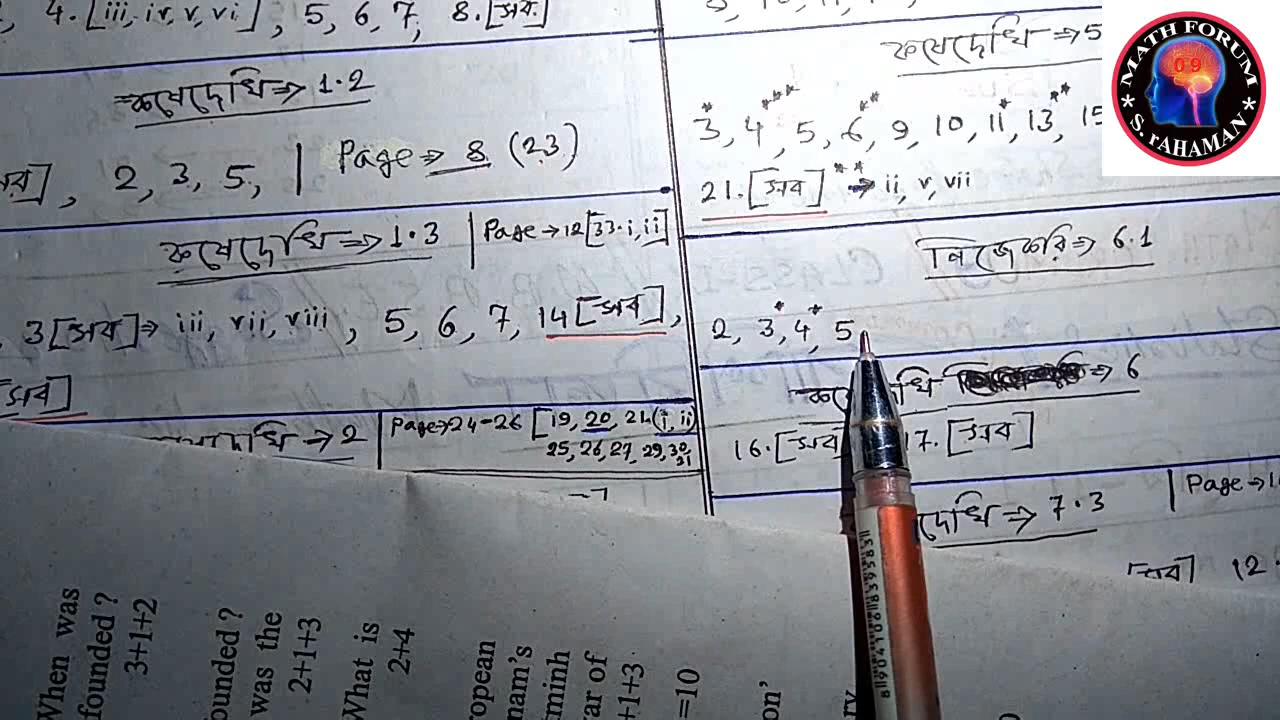 4. [iii, iv, v, vi], 5, 6, 7, 8. [সব]
কষেদেখি ⇒ 1.2
2, 3, 5, | Page ⇒ 8 (23)
কষেদেখি ⇒ 1.3 | Page → 12 [33. i, ii]
3 [সব] ⇒ iii, vii, viii, 5, 6, 7, 14 [সব],
[সব]
⇒ 2 | Page → 24-26 [19, 20, 21 (i, ii)
25, 26, 27, 29, 30,
31
কষেদেখি ⇒ 5
3*, 4***, 5, 6**, 9, 10, 11*, 13**, 15
21. [সব]** → ii, v, vii
নিজেকরি ⇒ 6.1
2, 3*, 4*, 5
⇒ 6
16. [সব] 17. [সব]
দেখি ⇒ 7.3 | Page → 1
12.
MATH FORUM
09
* S. rAHAMAN *
When was
founded ?
3+1+2
founded ?
was the
2+1+3
What is
2+4
ropean
nam's
minh
ar of
+1+3
=10
on'